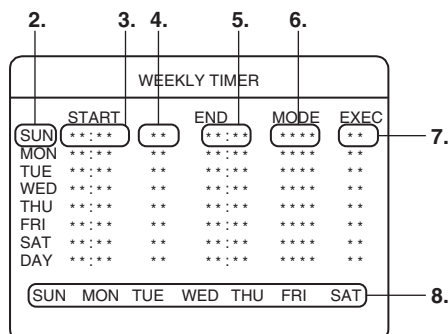 2. 3. 4. 5. 6.
WEEKLY TIMER
START END MODE EXEC
SUN **:** ** **:** **** ** 7.
MON **:** ** **:** **** **
TUE **:** ** **:** **** **
WED **:** ** **:** **** **
THU **:** ** **:** **** **
FRI **:** ** **:** **** **
SAT **:** ** **:** **** **
DAY **:** ** **:** **** **
SUN MON TUE WED THU FRI SAT 8.